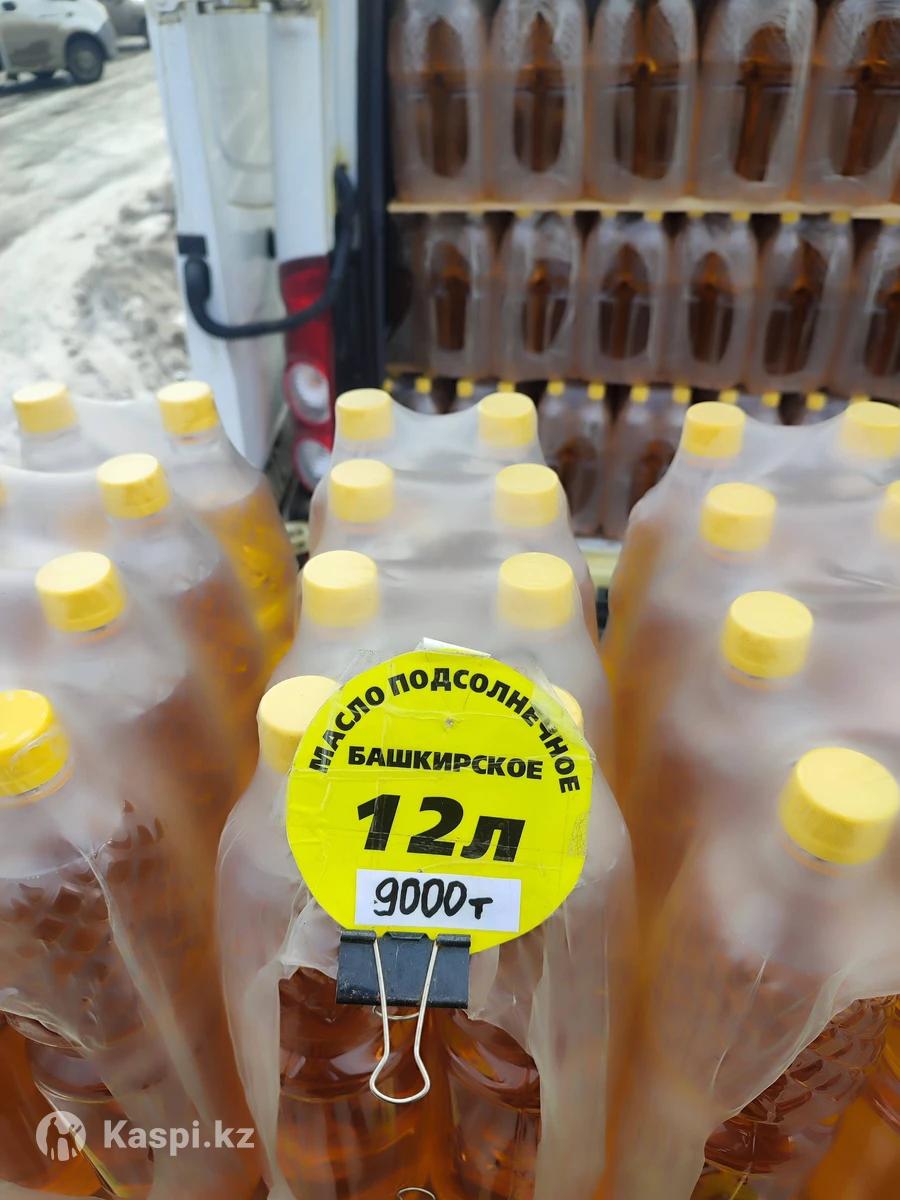 МАСЛО ПОДСОЛНЕЧНОЕ
БАШКИРСКОЕ
12л
9000т
Kaspi.kz